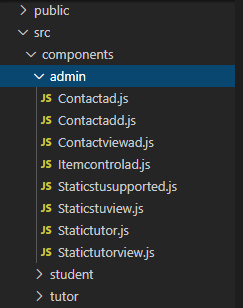 public
src
components
admin
JS Contactad.js
JS Contactadd.js
JS Contactviewad.js
JS Itemcontrolad.js
JS Staticstusupported.js
JS Staticstuview.js
JS Statictutor.js
JS Statictutorview.js
student
tutor